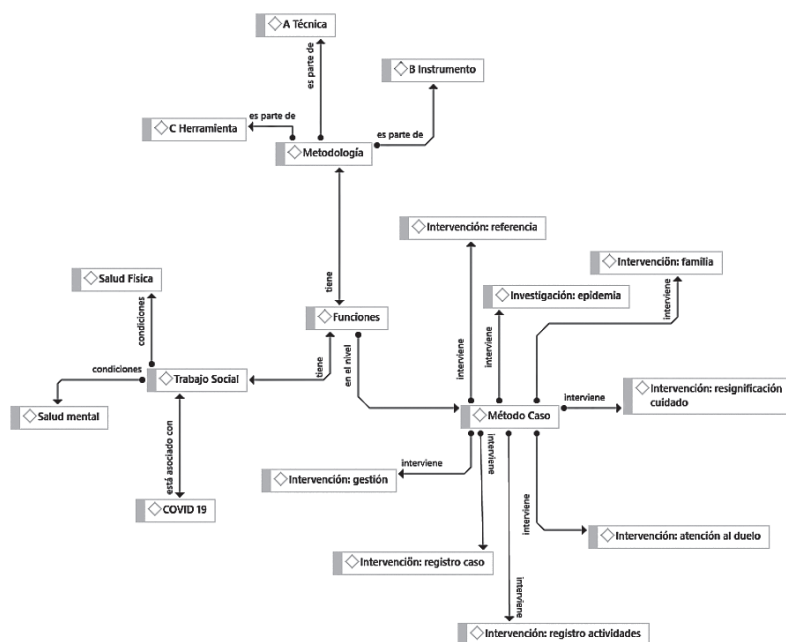 A Técnica
es parte de
B Instrumento
es parte de
C Herramienta
es parte de
Metodología
Intervención: referencia
Intervención: familia
Salud Fisica
tiene
Investigación: epidemia
interviene
condiciones
Funciones
interviene
interviene
condiciones
Trabajo Social
tiene
en el nivel
interviene
Intervención: resignificación
cuidado
Salud mental
Método Caso
está asociado con
interviene
interviene
Intervención: gestión
interviene
COVID 19
Intervención: atención al duelo
Intervención: registro caso
interviene
Intervención: registro actividades